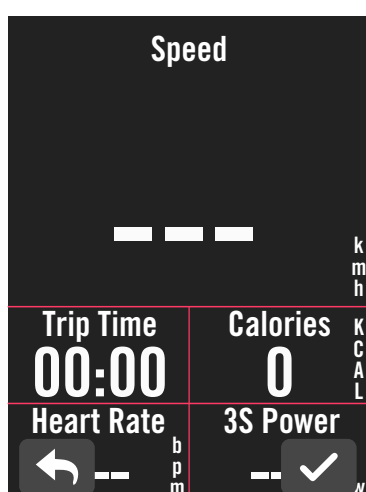 Speed
---
kmh
Trip Time
Calories
00:00
0
KCAL
Heart Rate
3S Power
bpm
--
--